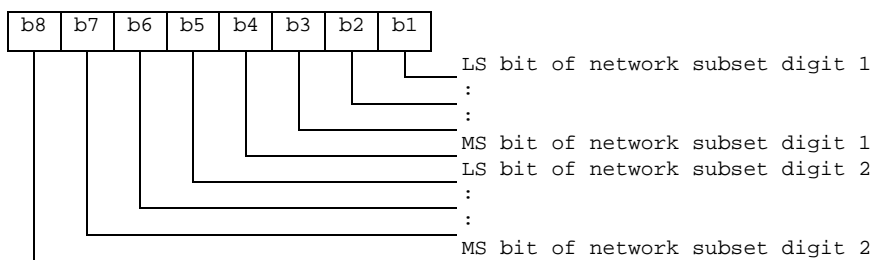 b8 b7 b6 b5 b4 b3 b2 b1
LS bit of network subset digit 1
:
:
MS bit of network subset digit 1
LS bit of network subset digit 2
:
:
MS bit of network subset digit 2